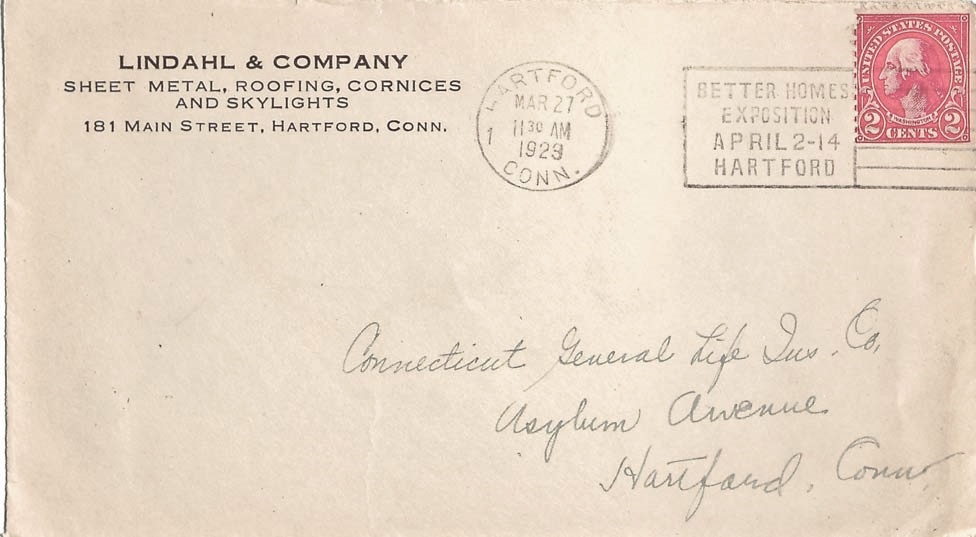 LINDAHL & COMPANY
SHEET METAL, ROOFING, CORNICES
AND SKYLIGHTS
181 MAIN STREET, HARTFORD, CONN.
HARTFORD
MAR 27
11 30 AM
1
1923
CONN.
BETTER HOMES
EXPOSITION
APRIL 2-14
HARTFORD
UNITED STATES POSTAGE
WASHINGTON
2 CENTS 2
Connecticut General Life Ins. Co,
Asylum Avenue
Hartford, Conn,